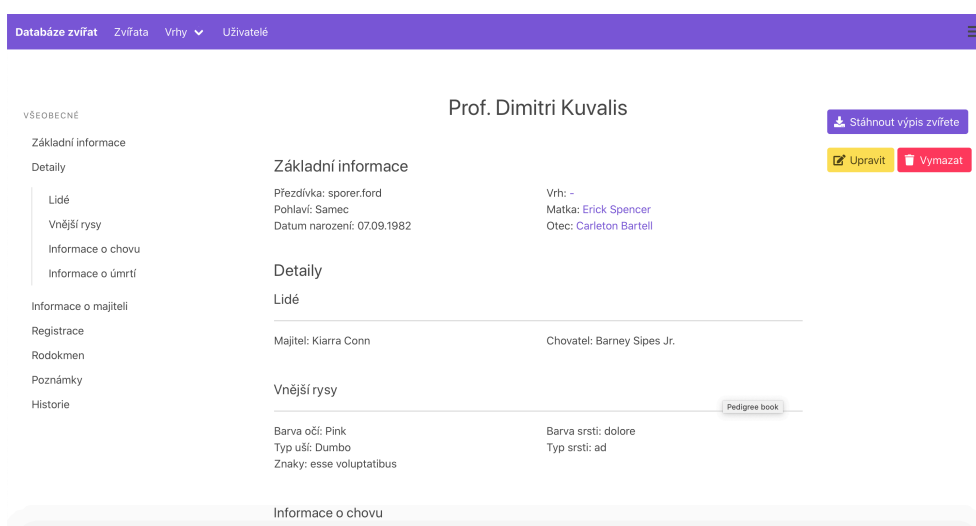 Databáze zvířat Zvířata Vrhy Uživatelé
Prof. Dimitri Kuvalis
Stáhnout výpis zvířete
Upravit Vymazat
VŠEOBECNÉ
Základní informace
Detaily
Lidé
Vnější rysy
Informace o chovu
Informace o úmrtí
Informace o majiteli
Registrace
Rodokmen
Poznámky
Historie
Základní informace
Přezdívka: sporer.ford
Pohlaví: Samec
Datum narození: 07.09.1982
Vrh: -
Matka: Erick Spencer
Otec: Carleton Bartell
Detaily
Lidé
Majitel: Kiarra Conn
Chovatel: Barney Sipes Jr.
Vnější rysy
Pedigree book
Barva očí: Pink
Typ uší: Dumbo
Znaky: esse voluptatibus
Barva srsti: dolore
Typ srsti: ad
Informace o chovu